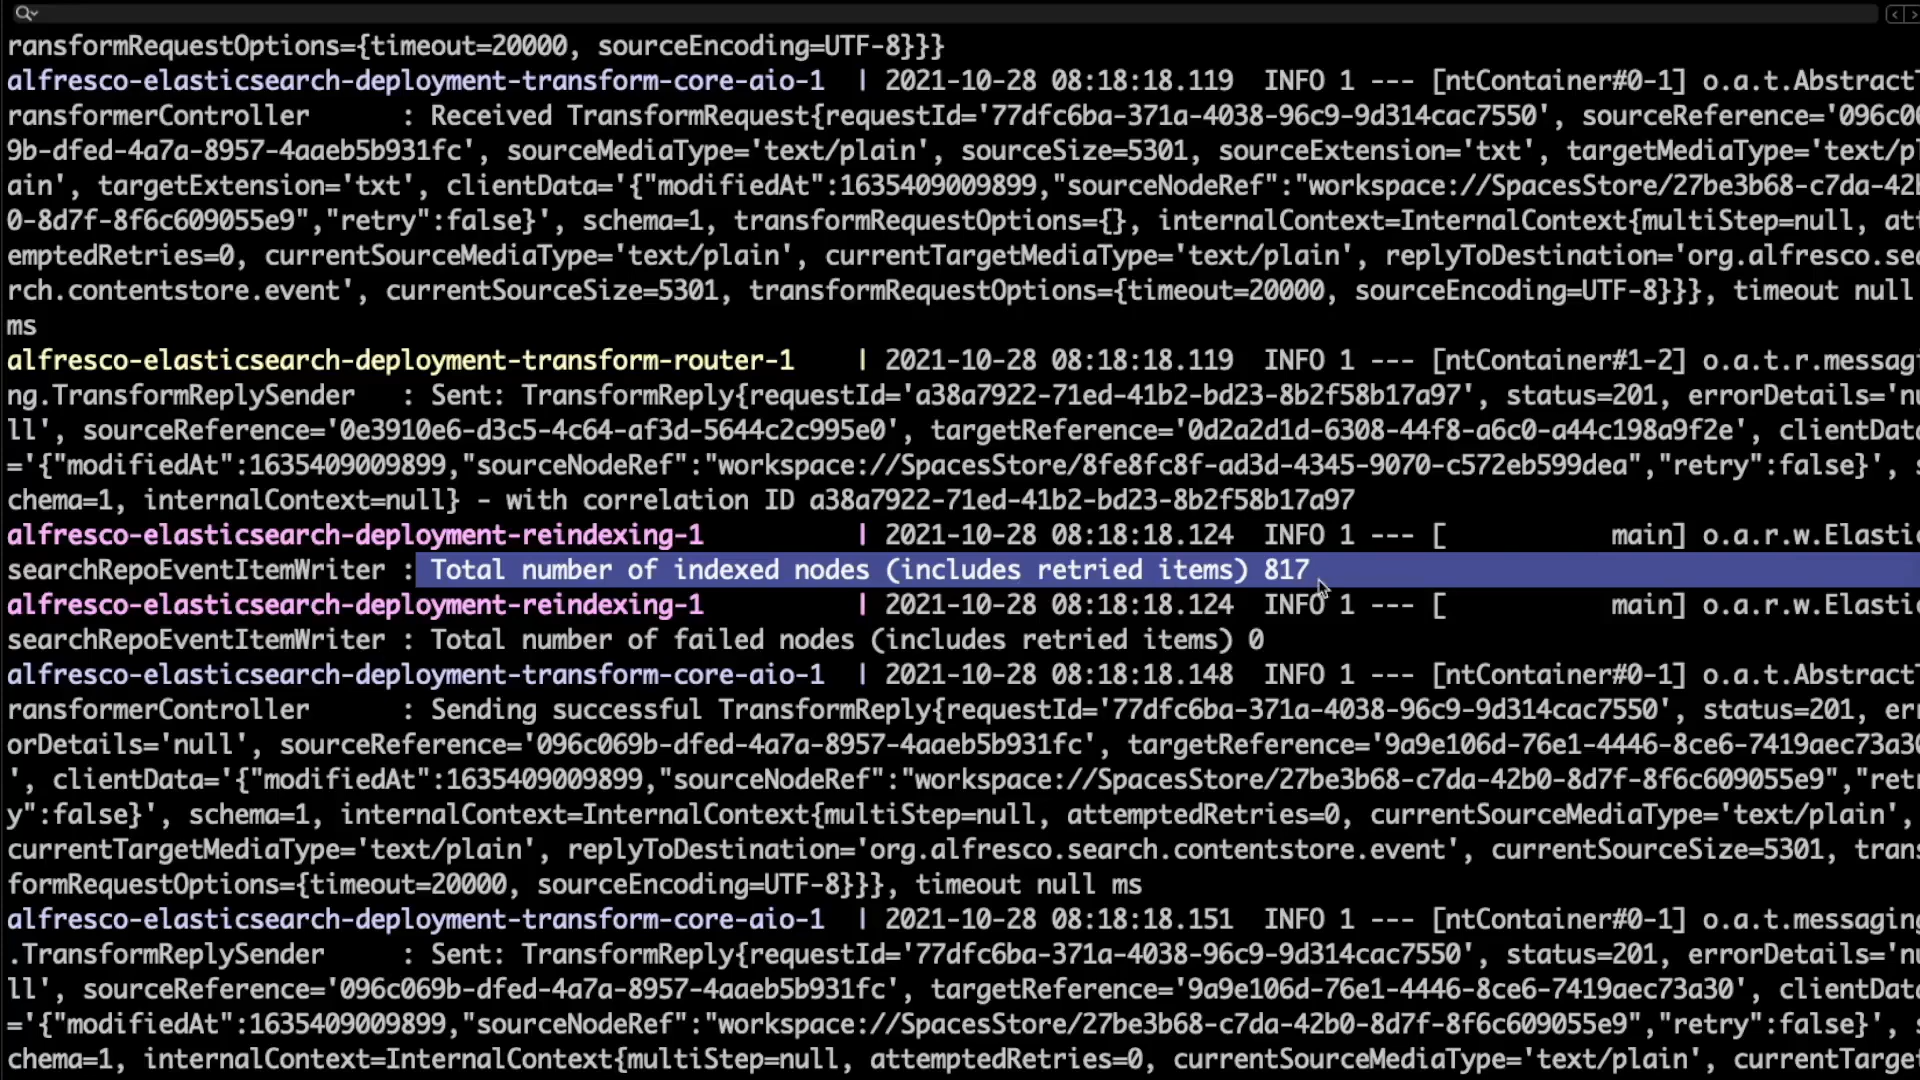 ransformRequestOptions={timeout=20000, sourceEncoding=UTF-8}}}
alfresco-elasticsearch-deployment-transform-core-aio-1  | 2021-10-28 08:18:18.119  INFO 1 --- [ntContainer#0-1] o.a.t.AbstractT
ransformerController      : Received TransformRequest{requestId='77dfc6ba-371a-4038-96c9-9d314cac7550', sourceReference='096c06
9b-dfed-4a7a-8957-4aaeb5b931fc', sourceMediaType='text/plain', sourceSize=5301, sourceExtension='txt', targetMediaType='text/pl
ain', targetExtension='txt', clientData='{"modifiedAt":1635409009899,"sourceNodeRef":"workspace://SpacesStore/27be3b68-c7da-42b
0-8d7f-8f6c609055e9","retry":false}', schema=1, transformRequestOptions={}, internalContext=InternalContext{multiStep=null, att
emptedRetries=0, currentSourceMediaType='text/plain', currentTargetMediaType='text/plain', replyToDestination='org.alfresco.sea
rch.contentstore.event', currentSourceSize=5301, transformRequestOptions={timeout=20000, sourceEncoding=UTF-8}}}, timeout null
ms
alfresco-elasticsearch-deployment-transform-router-1    | 2021-10-28 08:18:18.119  INFO 1 --- [ntContainer#1-2] o.a.t.r.messagi
ng.TransformReplySender   : Sent: TransformReply{requestId='a38a7922-71ed-41b2-bd23-8b2f58b17a97', status=201, errorDetails='nu
ll', sourceReference='0e3910e6-d3c5-4c64-af3d-5644c2c995e0', targetReference='0d2a2d1d-6308-44f8-a6c0-a44c198a9f2e', clientData
='{"modifiedAt":1635409009899,"sourceNodeRef":"workspace://SpacesStore/8fe8fc8f-ad3d-4345-9070-c572eb599dea","retry":false}', s
chema=1, internalContext=null} - with correlation ID a38a7922-71ed-41b2-bd23-8b2f58b17a97
alfresco-elasticsearch-deployment-reindexing-1          | 2021-10-28 08:18:18.124  INFO 1 --- [           main] o.a.r.w.Elastic
searchRepoEventItemWriter : Total number of indexed nodes (includes retried items) 817
alfresco-elasticsearch-deployment-reindexing-1          | 2021-10-28 08:18:18.124  INFO 1 --- [           main] o.a.r.w.Elastic
searchRepoEventItemWriter : Total number of failed nodes (includes retried items) 0
alfresco-elasticsearch-deployment-transform-core-aio-1  | 2021-10-28 08:18:18.148  INFO 1 --- [ntContainer#0-1] o.a.t.AbstractT
ransformerController      : Sending successful TransformReply{requestId='77dfc6ba-371a-4038-96c9-9d314cac7550', status=201, err
orDetails='null', sourceReference='096c069b-dfed-4a7a-8957-4aaeb5b931fc', targetReference='9a9e106d-76e1-4446-8ce6-7419aec73a30
', clientData='{"modifiedAt":1635409009899,"sourceNodeRef":"workspace://SpacesStore/27be3b68-c7da-42b0-8d7f-8f6c609055e9","retr
y":false}', schema=1, internalContext=InternalContext{multiStep=null, attemptedRetries=0, currentSourceMediaType='text/plain',
currentTargetMediaType='text/plain', replyToDestination='org.alfresco.search.contentstore.event', currentSourceSize=5301, trans
formRequestOptions={timeout=20000, sourceEncoding=UTF-8}}}, timeout null ms
alfresco-elasticsearch-deployment-transform-core-aio-1  | 2021-10-28 08:18:18.151  INFO 1 --- [ntContainer#0-1] o.a.t.messaging
.TransformReplySender     : Sent: TransformReply{requestId='77dfc6ba-371a-4038-96c9-9d314cac7550', status=201, errorDetails='nu
ll', sourceReference='096c069b-dfed-4a7a-8957-4aaeb5b931fc', targetReference='9a9e106d-76e1-4446-8ce6-7419aec73a30', clientData
='{"modifiedAt":1635409009899,"sourceNodeRef":"workspace://SpacesStore/27be3b68-c7da-42b0-8d7f-8f6c609055e9","retry":false}', s
chema=1, internalContext=InternalContext{multiStep=null, attemptedRetries=0, currentSourceMediaType='text/plain', currentTarget